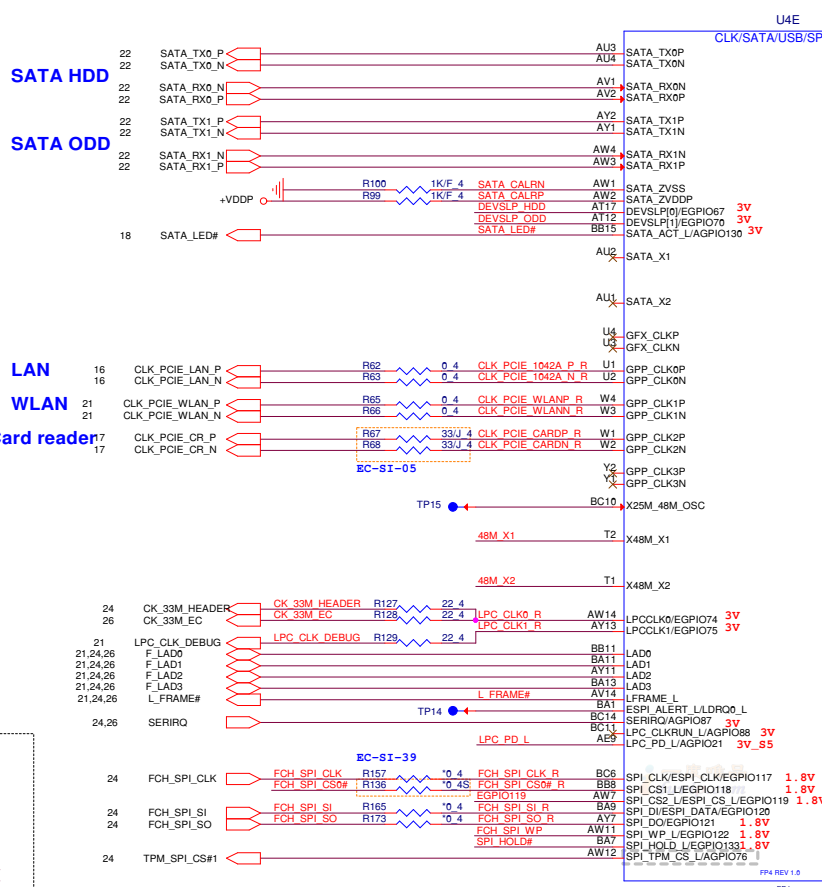 U4E
CLK/SATA/USB/SP
22 SATA_TX0_P AU3 SATA_TX0P
22 SATA_TX0_N AU4 SATA_TX0N
SATA HDD
22 SATA_RX0_N AV1 SATA_RX0N
22 SATA_RX0_P AV2 SATA_RX0P
22 SATA_TX1_P AY2 SATA_TX1P
22 SATA_TX1_N AY1 SATA_TX1N
SATA ODD
22 SATA_RX1_N AW4 SATA_RX1N
22 SATA_RX1_P AW3 SATA_RX1P
R100 1K/F_4 SATA_CALRN AW1 SATA_ZVSS
+VDDP R99 1K/F_4 SATA_CALRP AW2 SATA_ZVDDP
DEVSLP_HDD AT17 DEVSLP[0]/EGPIO67 3V
DEVSLP_ODD AT12 DEVSLP[1]/EGPIO70 3V
18 SATA_LED# SATA_LED# BB15 SATA_ACT_L/AGPIO130 3V
AU2 SATA_X1
AU1 SATA_X2
U4 GFX_CLKP
U3 GFX_CLKN
LAN
16 CLK_PCIE_LAN_P R62 0_4 CLK_PCIE_1042A_P_R U1 GPP_CLK0P
16 CLK_PCIE_LAN_N R63 0_4 CLK_PCIE_1042A_N_R U2 GPP_CLK0N
WLAN
21 CLK_PCIE_WLAN_P R65 0_4 CLK_PCIE_WLANP_R W4 GPP_CLK1P
21 CLK_PCIE_WLAN_N R66 0_4 CLK_PCIE_WLANN_R W3 GPP_CLK1N
Card reader
17 CLK_PCIE_CR_P R67 33/J_4 CLK_PCIE_CARDP_R W1 GPP_CLK2P
17 CLK_PCIE_CR_N R68 33/J_4 CLK_PCIE_CARDN_R W2 GPP_CLK2N
EC-SI-05
Y2 GPP_CLK3P
Y1 GPP_CLK3N
TP15 BC10 X25M_48M_OSC
48M_X1 T2 X48M_X1
48M_X2 T1 X48M_X2
24 CK_33M_HEADER CK_33M_HEADER R127 22_4
26 CK_33M_EC CK_33M_EC R128 22_4 LPC_CLK0_R AW14 LPCCLK0/EGPIO74 3V
LPC_CLK1_R AY13 LPCCLK1/EGPIO75 3V
21 LPC_CLK_DEBUG LPC_CLK_DEBUG R129 22_4
21,24,26 F_LAD0 BB11 LAD0
21,24,26 F_LAD1 BA11 LAD1
21,24,26 F_LAD2 AY11 LAD2
21,24,26 F_LAD3 BA13 LAD3
21,24,26 L_FRAME# L_FRAME# AV14 LFRAME_L
TP14 BA1 ESPI_ALERT_L/LDRQ0_L
24,26 SERIRQ BC14 SERIRQ/AGPIO87 3V
BC11 LPC_CLKRUN_L/AGPIO88 3V
LPC_PD_L AE9 LPC_PD_L/AGPIO21 3V_S5
EC-SI-39
24 FCH_SPI_CLK FCH_SPI_CLK R157 *0_4 FCH_SPI_CLK_R BC6 SPI_CLK/ESPI_CLK/EGPIO117 1.8V
FCH_SPI_CS0# R136 *0_4S FCH_SPI_CS0#_R BB8 SPI_CS1_L/EGPIO118 1.8V
EGPIO119 AW7 SPI_CS2_L/ESPI_CS_L/EGPIO119 1.8V
24 FCH_SPI_SI FCH_SPI_SI R165 *0_4 FCH_SPI_SI_R BA9 SPI_DI/ESPI_DATA/EGPIO120
24 FCH_SPI_SO FCH_SPI_SO R173 *0_4 FCH_SPI_SO_R AY7 SPI_DO/EGPIO121 1.8V
FCH_SPI_WP AW11 SPI_WP_L/EGPIO122 1.8V
SPI_HOLD# BA7 SPI_HOLD_L/EGPIO133 1.8V
24 TPM_SPI_CS#1 AW12 SPI_TPM_CS_L/AGPIO76
FP4 REV 1.0